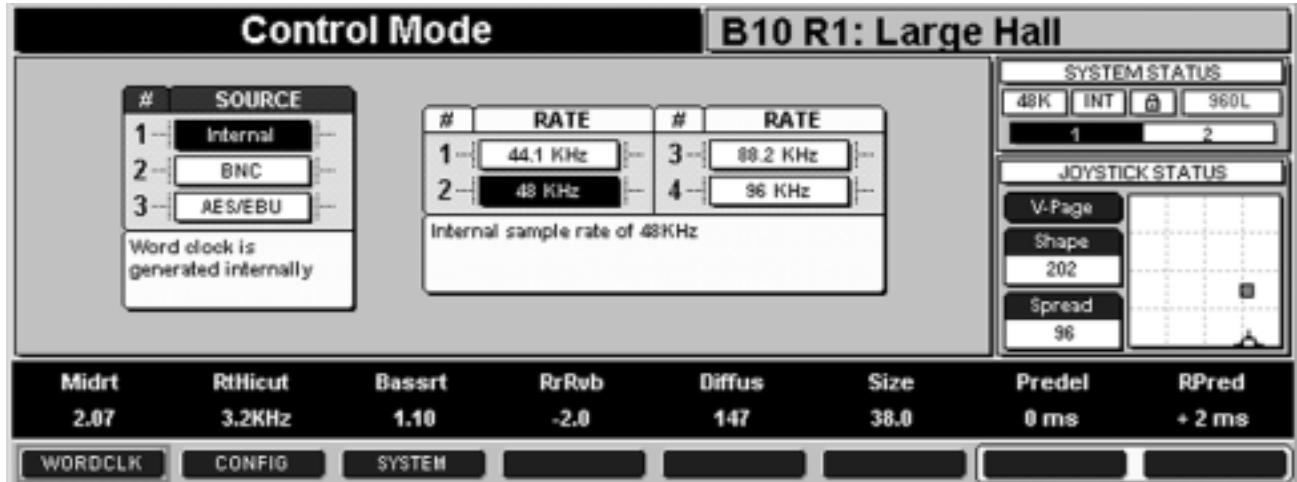 Control Mode
B10 R1: Large Hall
# SOURCE
1 Internal
2 BNC
3 AES/EBU
Word clock is
generated internally
# RATE # RATE
1 44.1 KHz 3 88.2 KHz
2 48 KHz 4 96 KHz
Internal sample rate of 48KHz
SYSTEM STATUS
48K INT 960L
1 2
JOYSTICK STATUS
V-Page
Shape
202
Spread
96
Midrt RtHicut Bassrt RrRvb Diffus Size Predel RPred
2.07 3.2KHz 1.10 -2.0 147 38.0 0 ms + 2 ms
WORDCLK CONFIG SYSTEM